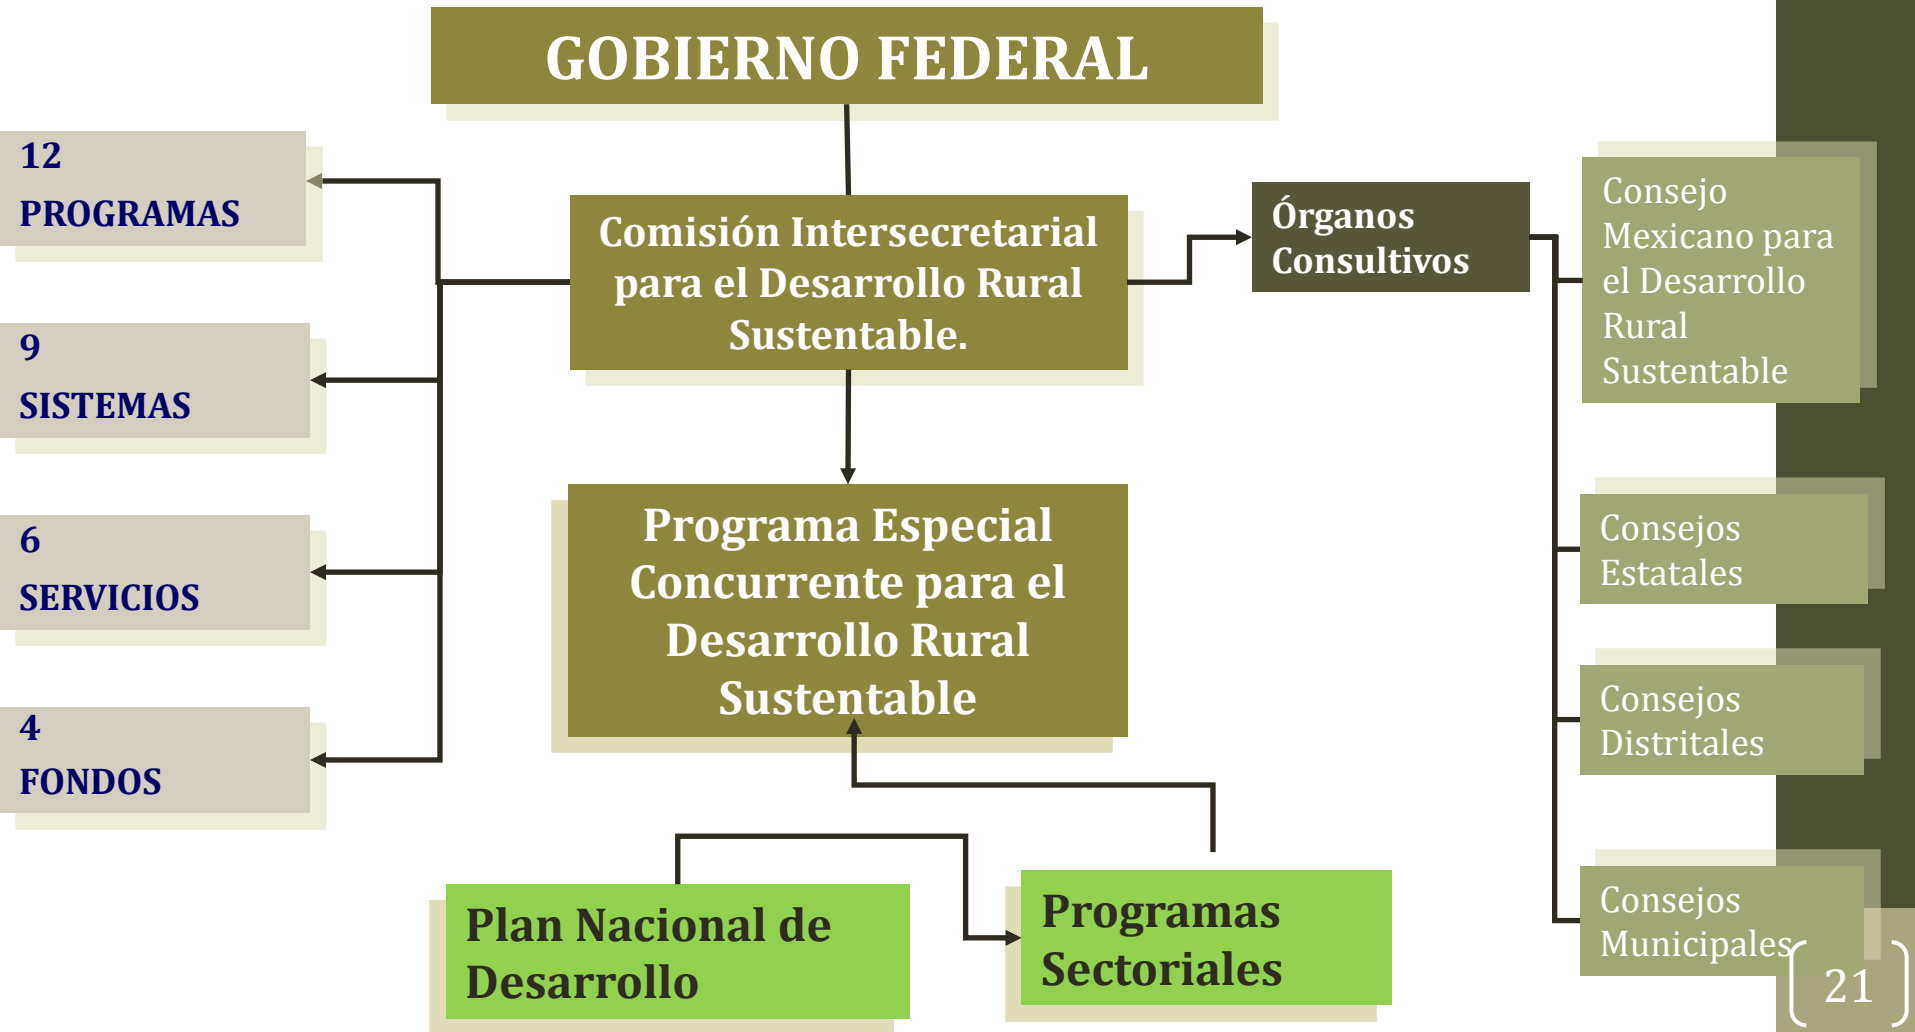 GOBIERNO FEDERAL
12
PROGRAMAS
9
SISTEMAS
6
SERVICIOS
4
FONDOS
Comisión Intersecretarial
para el Desarrollo Rural
Sustentable.
Programa Especial
Concurrente para el
Desarrollo Rural
Sustentable
Plan Nacional de
Desarrollo
Programas
Sectoriales
Órganos
Consultivos
Consejo
Mexicano para
el Desarrollo
Rural
Sustentable
Consejos
Estatales
Consejos
Distritales
Consejos
Municipales
21